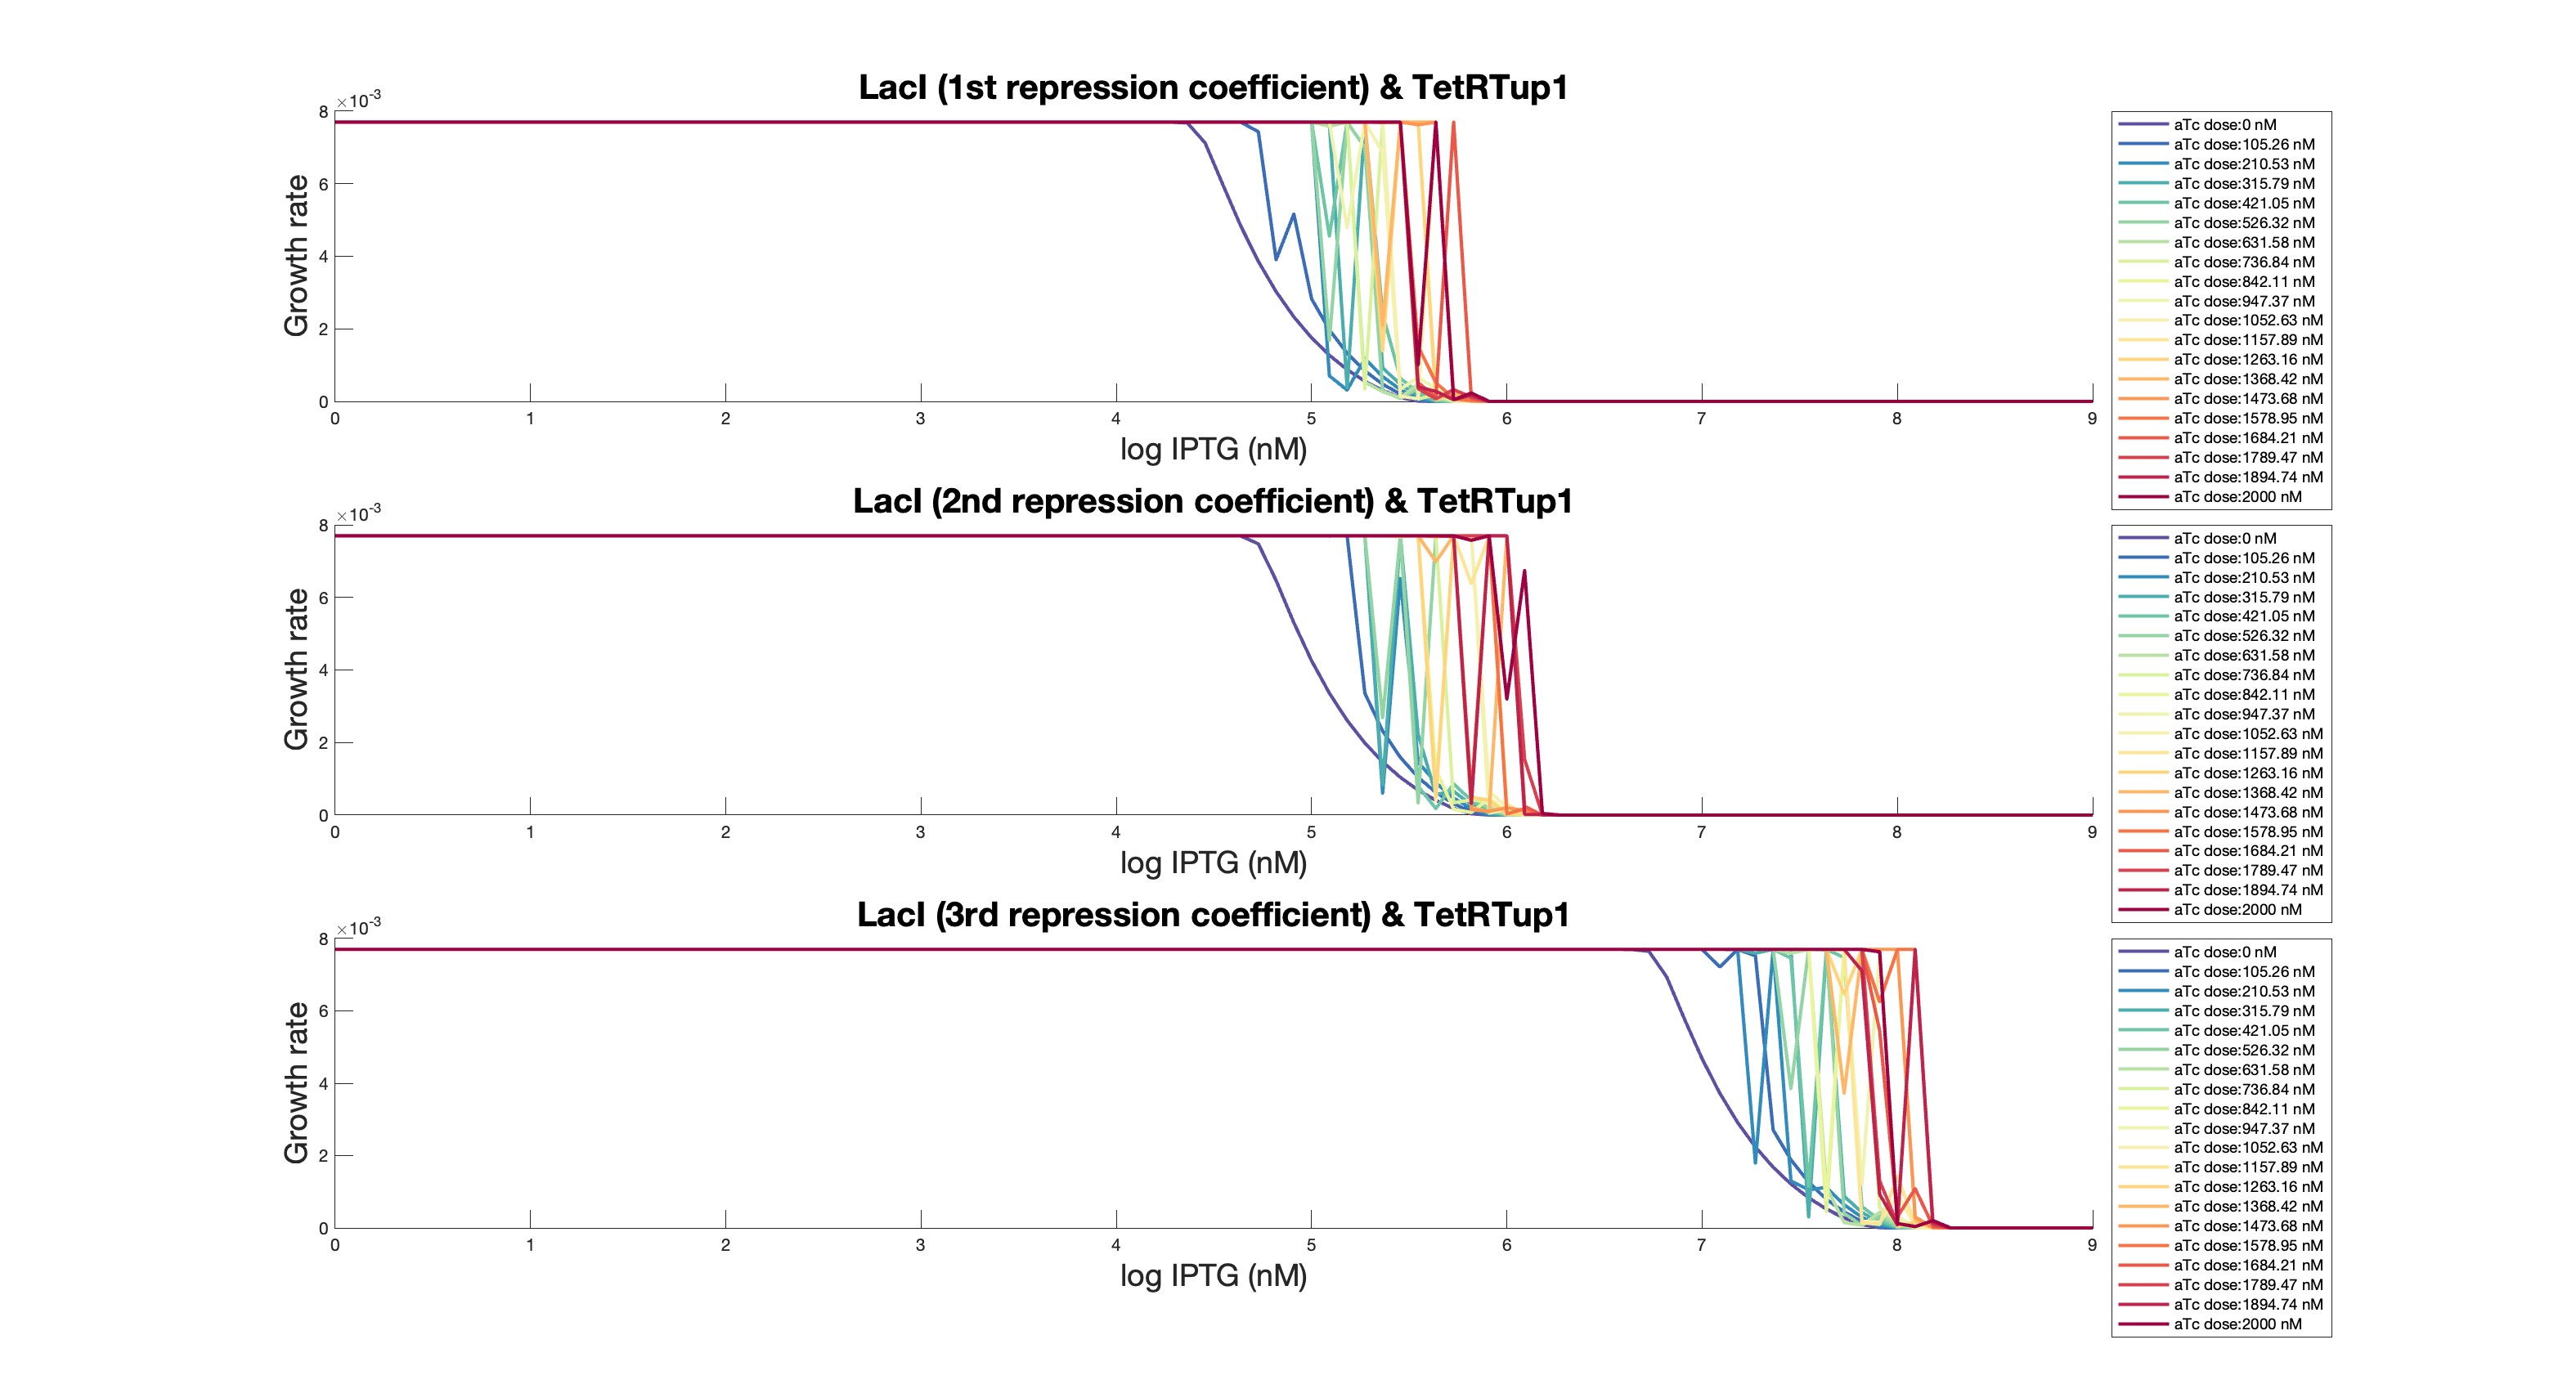 LacI (1st repression coefficient) & TetRTup1
×10-3
8
6
4
2
0
Growth rate
0 1 2 3 4 5 6 7 8 9
log IPTG (nM)
aTc dose:0 nM
aTc dose:105.26 nM
aTc dose:210.53 nM
aTc dose:315.79 nM
aTc dose:421.05 nM
aTc dose:526.32 nM
aTc dose:631.58 nM
aTc dose:736.84 nM
aTc dose:842.11 nM
aTc dose:947.37 nM
aTc dose:1052.63 nM
aTc dose:1157.89 nM
aTc dose:1263.16 nM
aTc dose:1368.42 nM
aTc dose:1473.68 nM
aTc dose:1578.95 nM
aTc dose:1684.21 nM
aTc dose:1789.47 nM
aTc dose:1894.74 nM
aTc dose:2000 nM
LacI (2nd repression coefficient) & TetRTup1
×10-3
8
6
4
2
0
Growth rate
0 1 2 3 4 5 6 7 8 9
log IPTG (nM)
aTc dose:0 nM
aTc dose:105.26 nM
aTc dose:210.53 nM
aTc dose:315.79 nM
aTc dose:421.05 nM
aTc dose:526.32 nM
aTc dose:631.58 nM
aTc dose:736.84 nM
aTc dose:842.11 nM
aTc dose:947.37 nM
aTc dose:1052.63 nM
aTc dose:1157.89 nM
aTc dose:1263.16 nM
aTc dose:1368.42 nM
aTc dose:1473.68 nM
aTc dose:1578.95 nM
aTc dose:1684.21 nM
aTc dose:1789.47 nM
aTc dose:1894.74 nM
aTc dose:2000 nM
LacI (3rd repression coefficient) & TetRTup1
×10-3
8
6
4
2
0
Growth rate
0 1 2 3 4 5 6 7 8 9
log IPTG (nM)
aTc dose:0 nM
aTc dose:105.26 nM
aTc dose:210.53 nM
aTc dose:315.79 nM
aTc dose:421.05 nM
aTc dose:526.32 nM
aTc dose:631.58 nM
aTc dose:736.84 nM
aTc dose:842.11 nM
aTc dose:947.37 nM
aTc dose:1052.63 nM
aTc dose:1157.89 nM
aTc dose:1263.16 nM
aTc dose:1368.42 nM
aTc dose:1473.68 nM
aTc dose:1578.95 nM
aTc dose:1684.21 nM
aTc dose:1789.47 nM
aTc dose:1894.74 nM
aTc dose:2000 nM